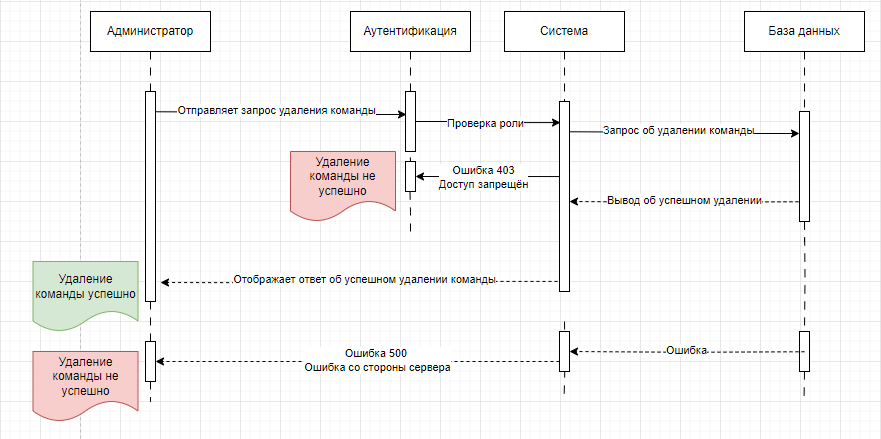 Администратор
Аутентификация
Система
База данных
Отправляет запрос удаления команды
Проверка роли
Запрос об удалении команды
Удаление
команды не
успешно
Ошибка 403
Доступ запрещён
Вывод об успешном удалении
Удаление
команды успешно
Отображает ответ об успешном удалении команды
Удаление
команды не
успешно
Ошибка 500
Ошибка со стороны сервера
Ошибка